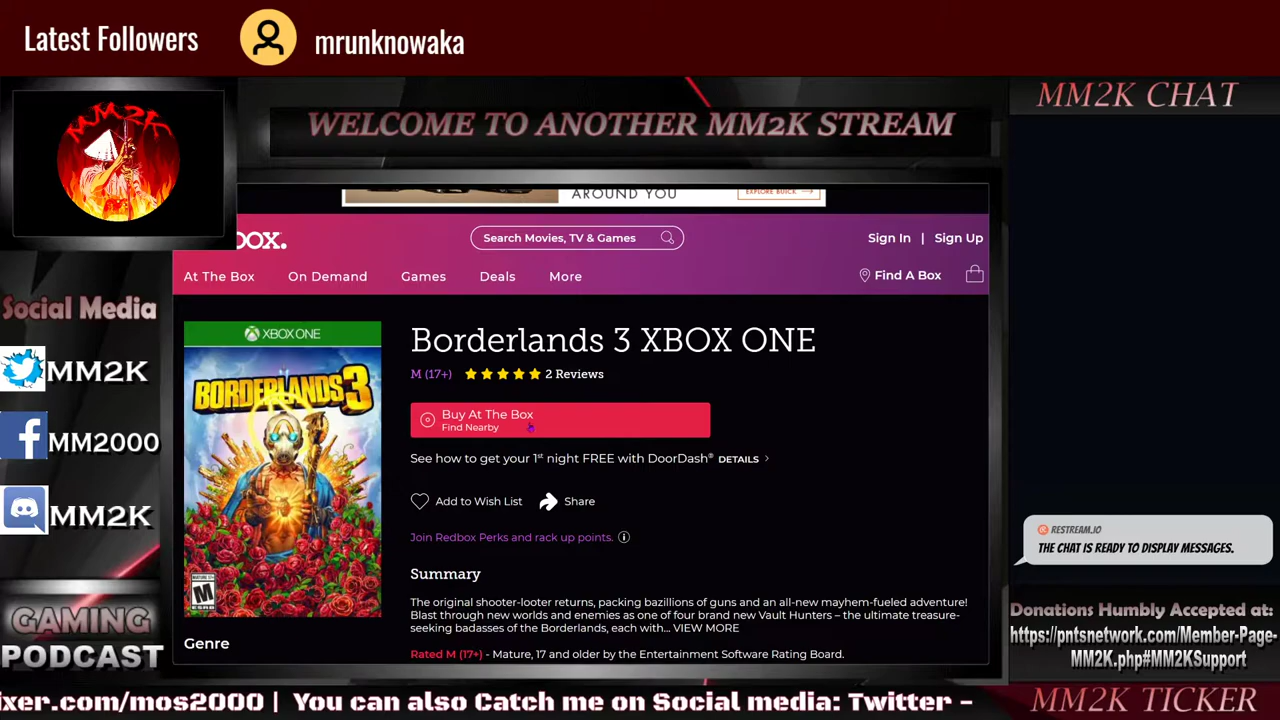 Latest Followers
mrunknowaka
MM2K
WELCOME TO ANOTHER MM2K STREAM
MM2K CHAT
AROUND YOU
EXPLORE BUICK
Search Movies, TV & Games
Sign In | Sign Up
At The Box
On Demand
Games
Deals
More
Find A Box
Social Media
MM2K
MM2000
MM2K
GAMING
PODCAST
XBOX ONE
BORDERLANDS 3
Borderlands 3 XBOX ONE
M (17+)
2 Reviews
Buy At The Box
Find Nearby
See how to get your 1st night FREE with DoorDash® DETAILS
Add to Wish List
Share
Join Redbox Perks and rack up points.
Summary
The original shooter-looter returns, packing bazillions of guns and an all-new mayhem-fueled adventure!
Blast through new worlds and enemies as one of four brand new Vault Hunters – the ultimate treasure-
seeking badasses of the Borderlands, each with... VIEW MORE
Rated M (17+) - Mature, 17 and older by the Entertainment Software Rating Board.
Genre
RESTREAM.IO
THE CHAT IS READY TO DISPLAY MESSAGES.
Donations Humbly Accepted at:
https://pntsnetwork.com/Member-Page-
MM2K.php#MM2KSupport
ixer.com/mos2000 | You can also Catch me on Social media: Twitter -
MM2K TICKER